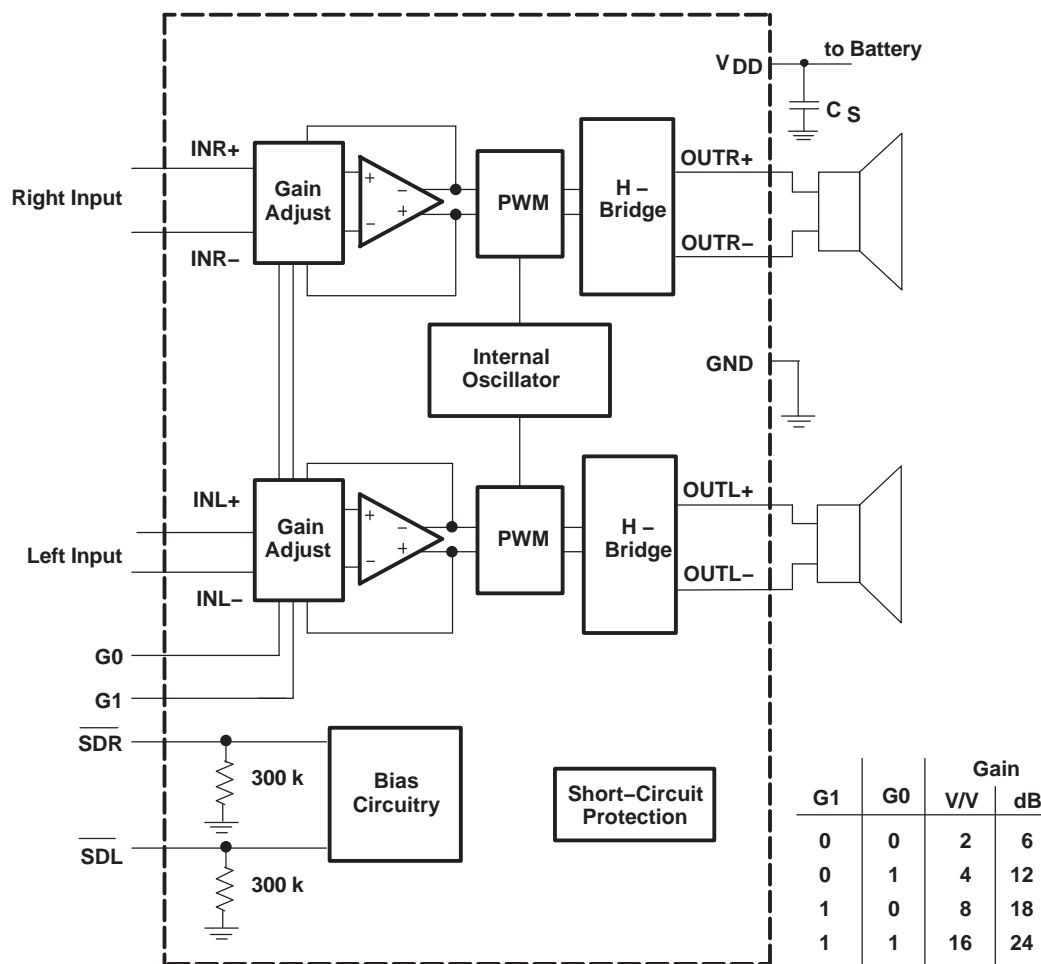 to Battery
VDD
CS
INR+
OUTR+
Right Input
Gain
Adjust
+
−
−
+
PWM
H −
Bridge
INR−
OUTR−
Internal
Oscillator
GND
INL+
OUTL+
Left Input
Gain
Adjust
+
−
−
+
PWM
H −
Bridge
INL−
OUTL−
G0
G1
SDR
300 k
Bias
Circuitry
Short−Circuit
Protection
SDL
300 k
Gain
G1 G0 V/V dB
0 0 2 6
0 1 4 12
1 0 8 18
1 1 16 24